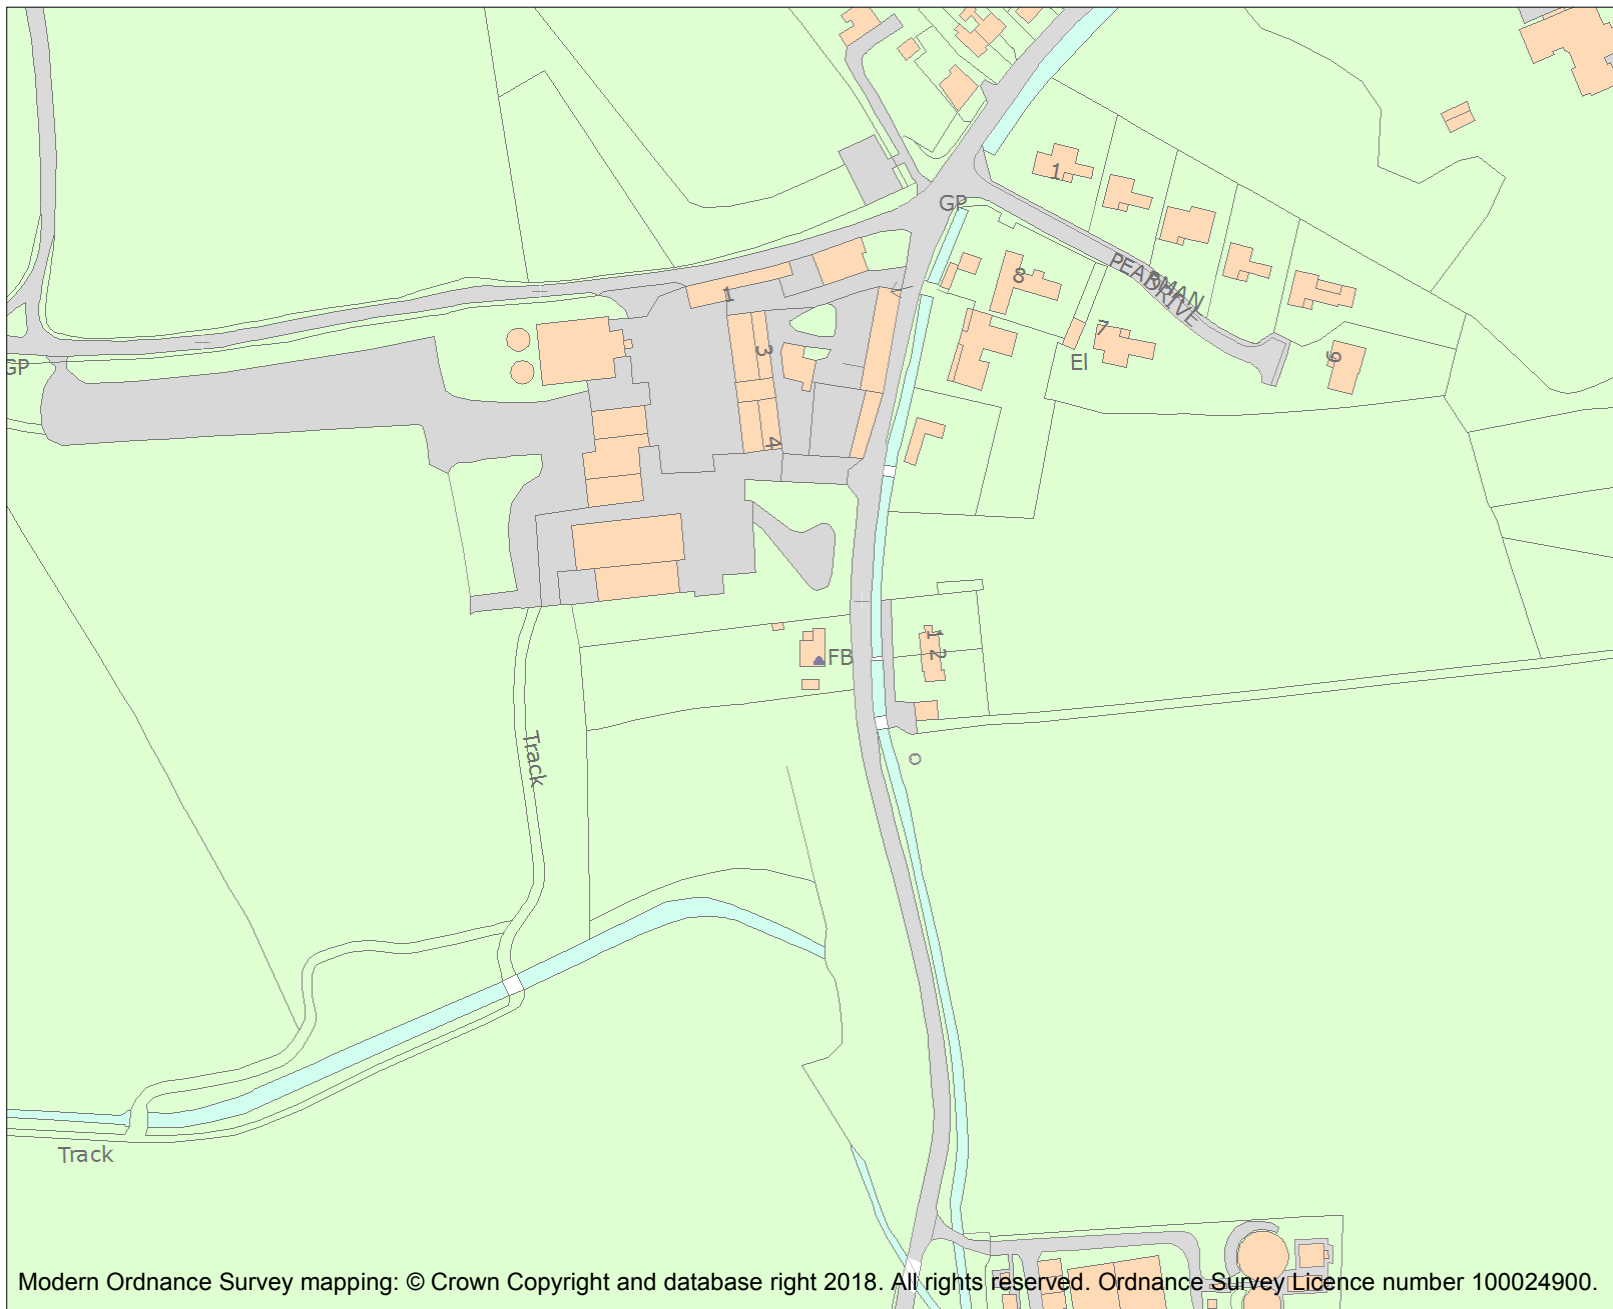 1
GP
PEARMAN
DRIVE
8
1
7
3
El
9
GP
4
1
FB
2
Track
Track
Modern Ordnance Survey mapping: © Crown Copyright and database right 2018. All rights reserved. Ordnance Survey Licence number 100024900.